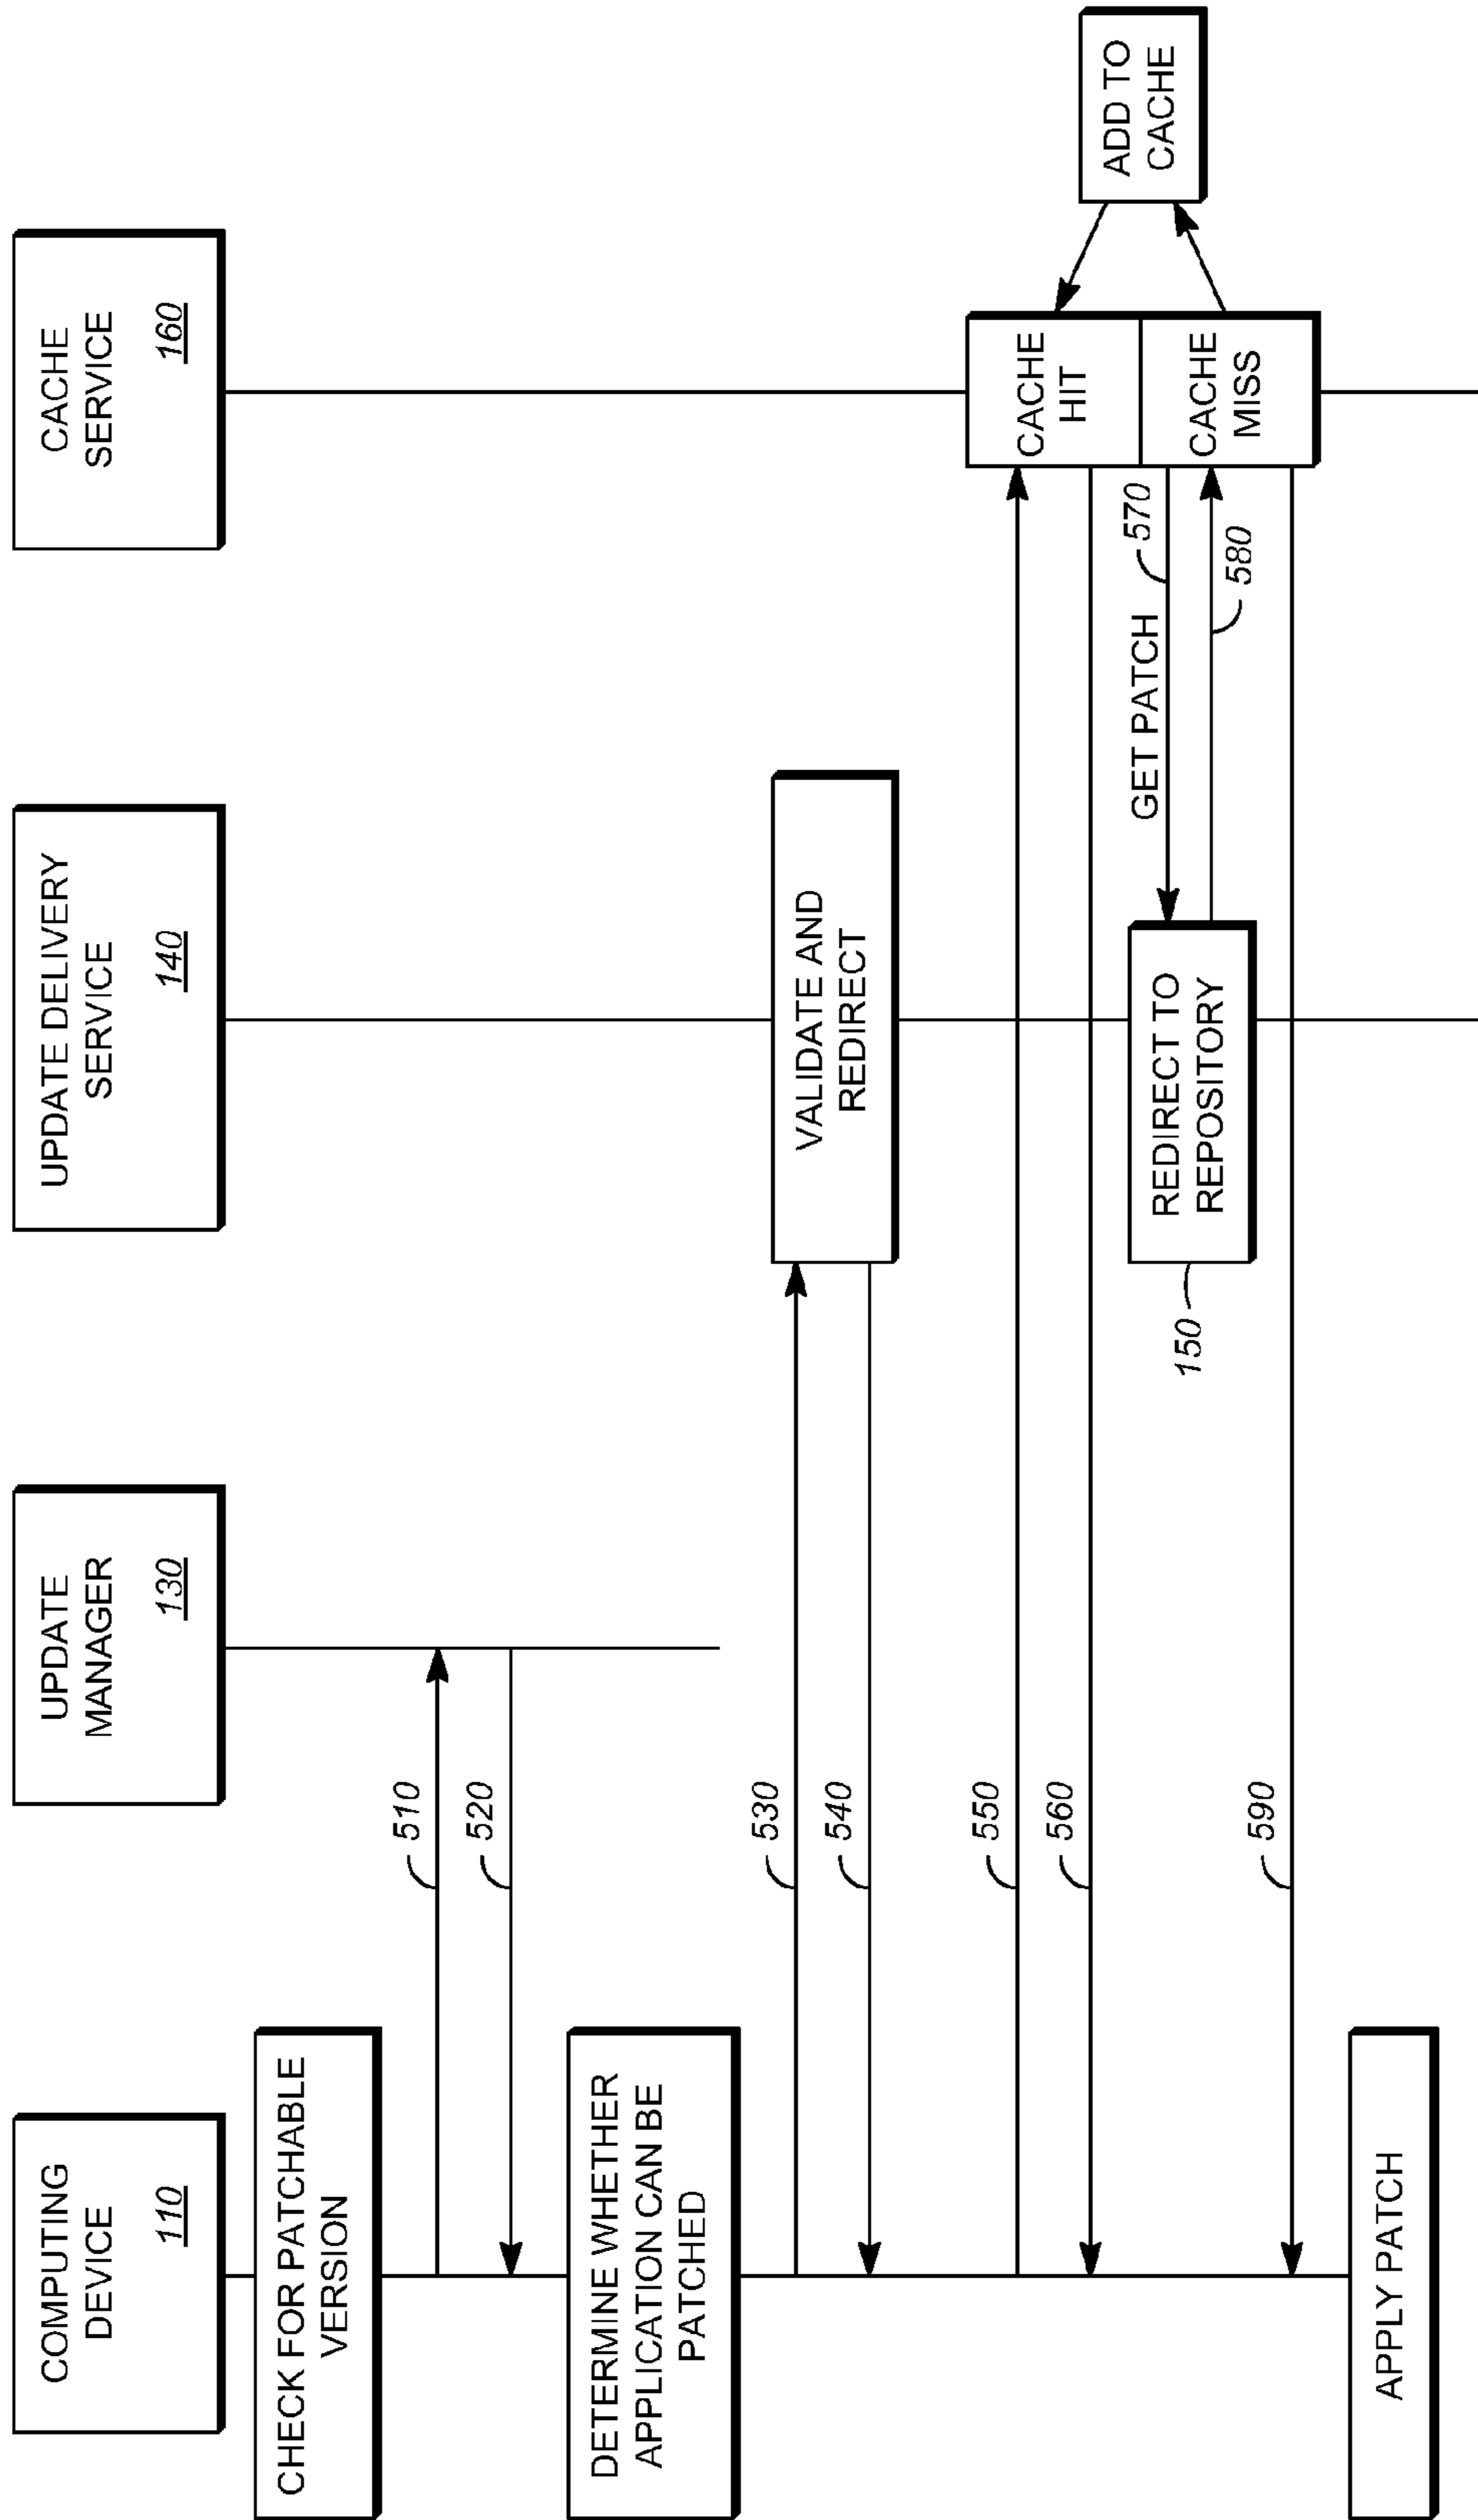 COMPUTING
DEVICE
110
UPDATE
MANAGER
130
UPDATE DELIVERY
SERVICE
140
CACHE
SERVICE
160
CHECK FOR PATCHABLE
VERSION
510
520
DETERMINE WHETHER
APPLICATION CAN BE
PATCHED
530
540
VALIDATE AND
REDIRECT
550
560
CACHE
HIT
ADD TO
CACHE
GET PATCH
570
150
REDIRECT TO
REPOSITORY
580
CACHE
MISS
590
APPLY PATCH